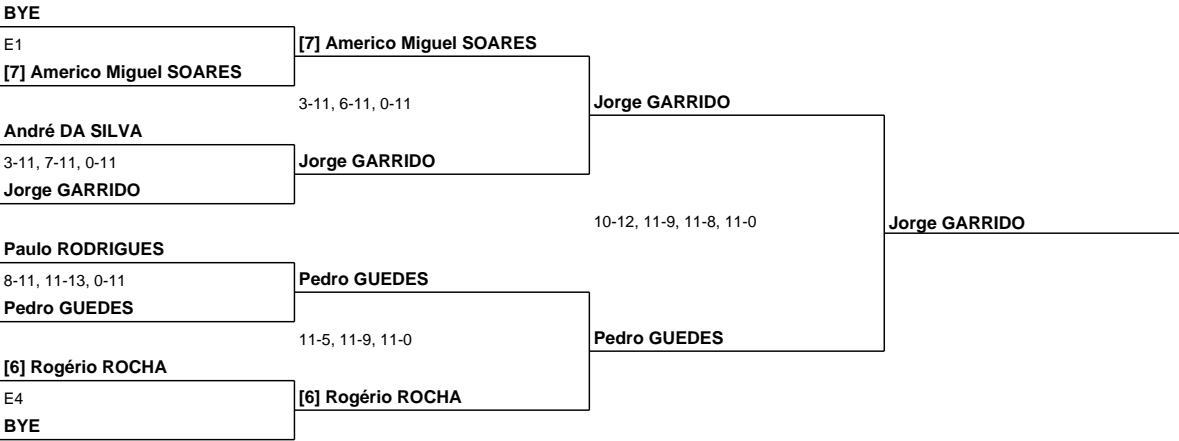 BYE
E1
[7] Americo Miguel SOARES
[7] Americo Miguel SOARES
3-11, 6-11, 0-11
Jorge GARRIDO
André DA SILVA
3-11, 7-11, 0-11
Jorge GARRIDO
Jorge GARRIDO
10-12, 11-9, 11-8, 11-0
Jorge GARRIDO
Paulo RODRIGUES
8-11, 11-13, 0-11
Pedro GUEDES
Pedro GUEDES
11-5, 11-9, 11-0
Pedro GUEDES
[6] Rogério ROCHA
E4
[6] Rogério ROCHA
BYE